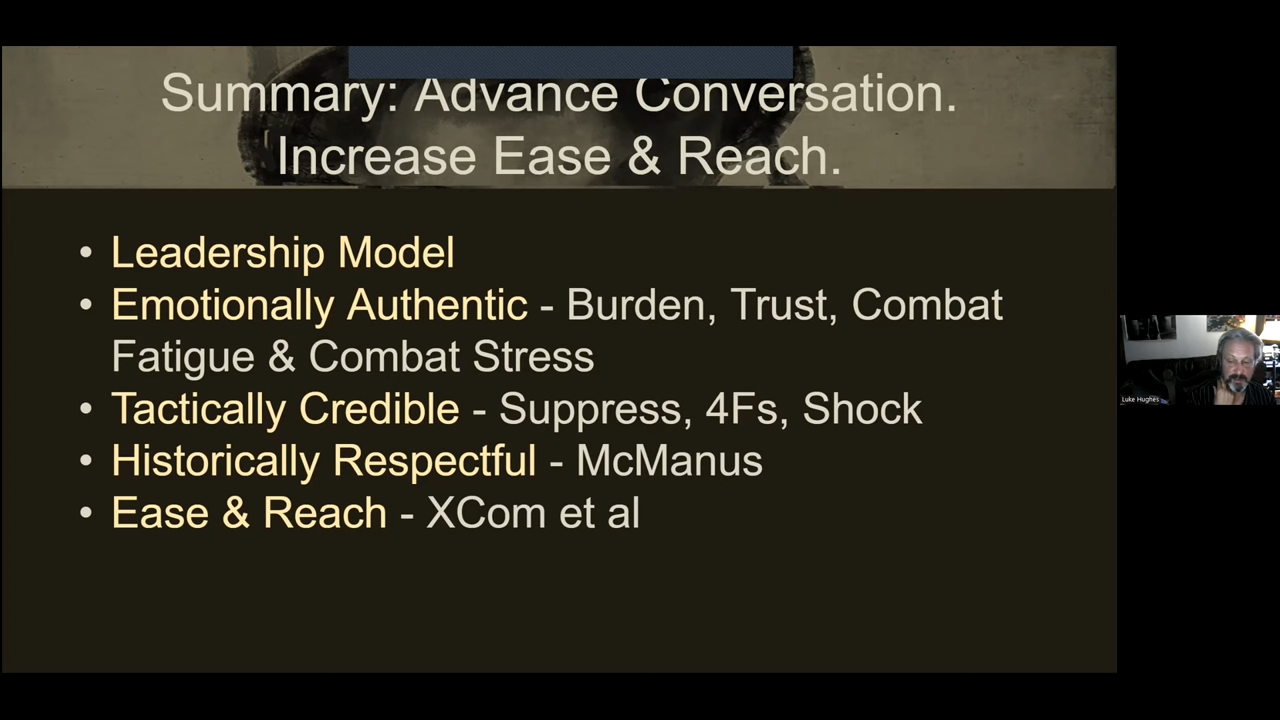 Summary: Advance Conversation.
Increase Ease & Reach.
• Leadership Model
• Emotionally Authentic - Burden, Trust, Combat
Fatigue & Combat Stress
• Tactically Credible - Suppress, 4Fs, Shock
• Historically Respectful - McManus
• Ease & Reach - XCom et al
Luke Hughes